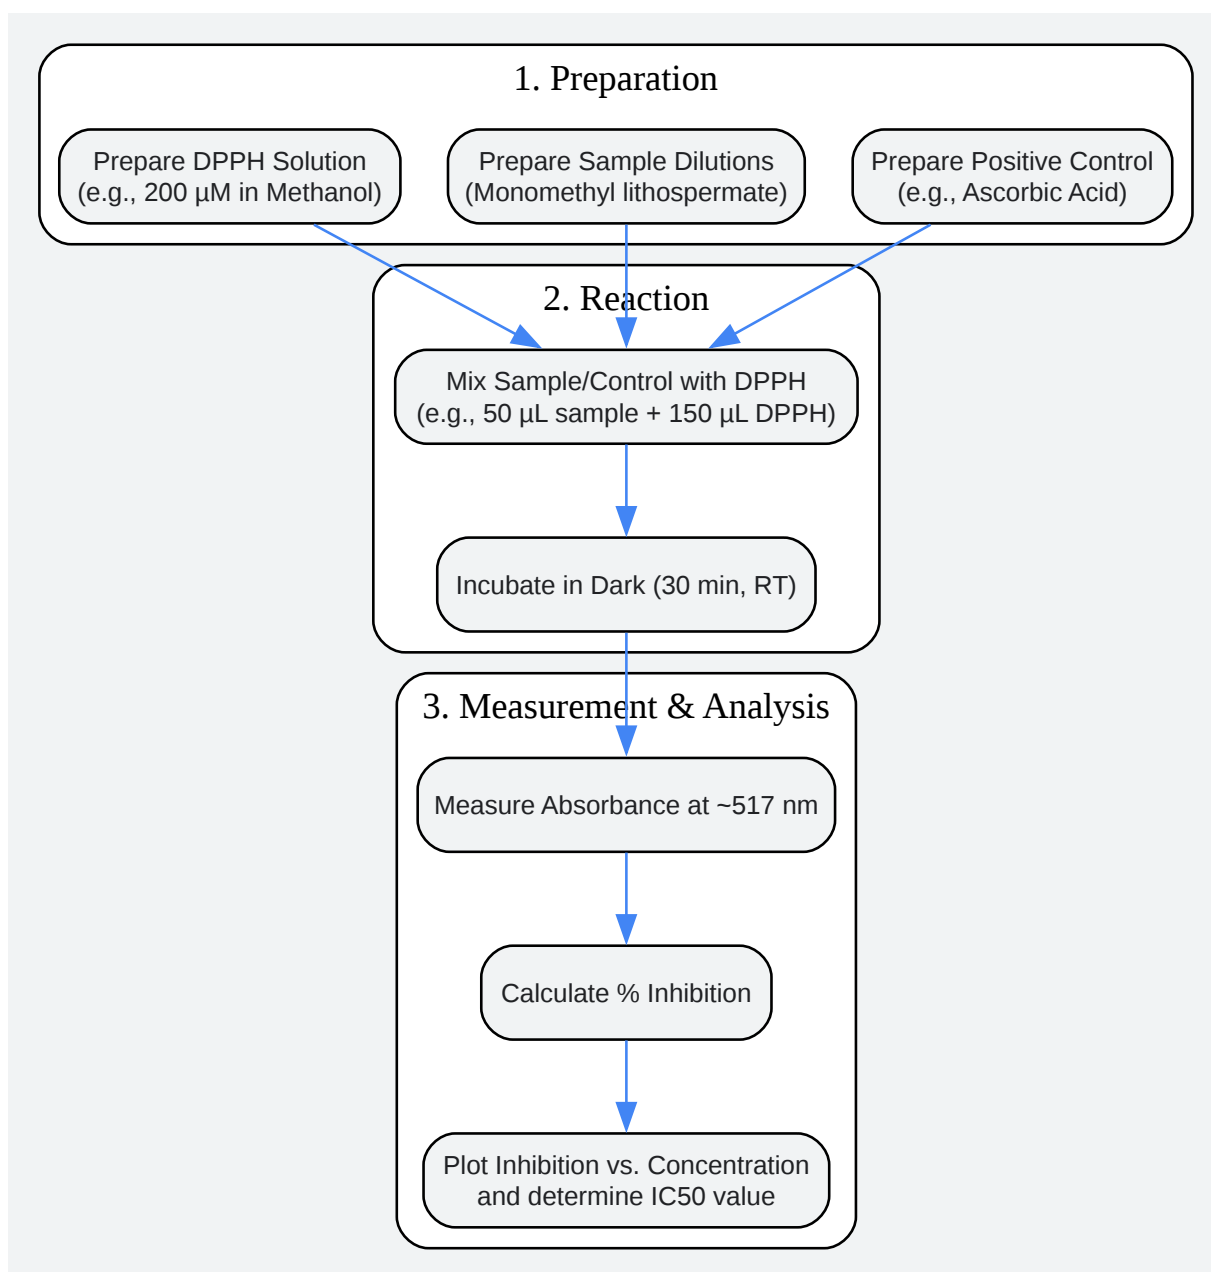 1. Preparation
Prepare DPPH Solution
(e.g., 200 µM in Methanol)
Prepare Sample Dilutions
(Monomethyl lithospermate)
Prepare Positive Control
(e.g., Ascorbic Acid)
2. Reaction
Mix Sample/Control with DPPH
(e.g., 50 µL sample + 150 µL DPPH)
Incubate in Dark (30 min, RT)
3. Measurement & Analysis
Measure Absorbance at ~517 nm
Calculate % Inhibition
Plot Inhibition vs. Concentration
and determine IC50 value